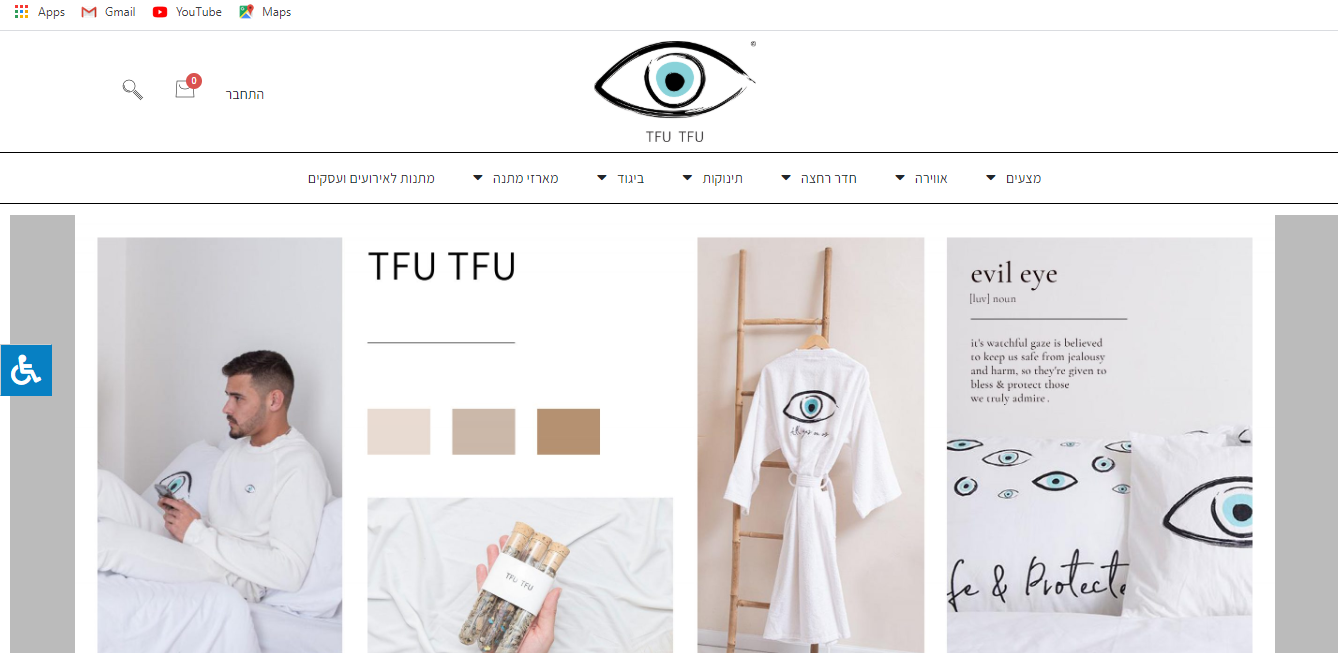 Apps Gmail YouTube Maps
®
0
התחבר
TFU TFU
מצעים אווירה חדר רחצה תינוקות ביגוד מארזי מתנה מתנות לאירועים ועסקים
TFU TFU
TFU TFU
evil eye
[luv] noun
it's watchful gaze is believed
to keep us safe from jealousy
and harm, so they're given to
bless & protect those
we truly admire.
fe & Protecte